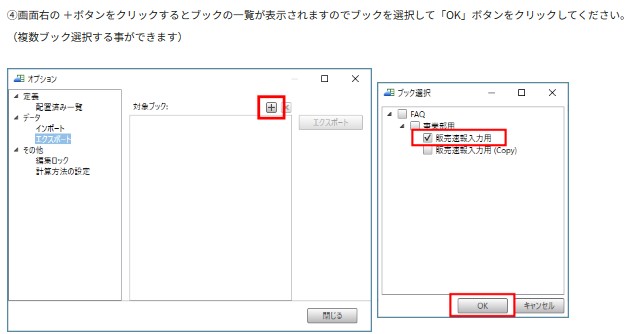 ④画面右の ＋ボタンをクリックするとブックの一覧が表示されますのでブックを選択して「OK」ボタンをクリックしてください。
（複数ブック選択する事ができます）
オプション
定義
配置済み一覧
データ
インポート
エクスポート
その他
編集ロック
計算方法の設定
対象ブック:
エクスポート
閉じる
ブック選択
FAQ
事業部用
販売速報入力用
販売速報入力用 (Copy)
OK
キャンセル